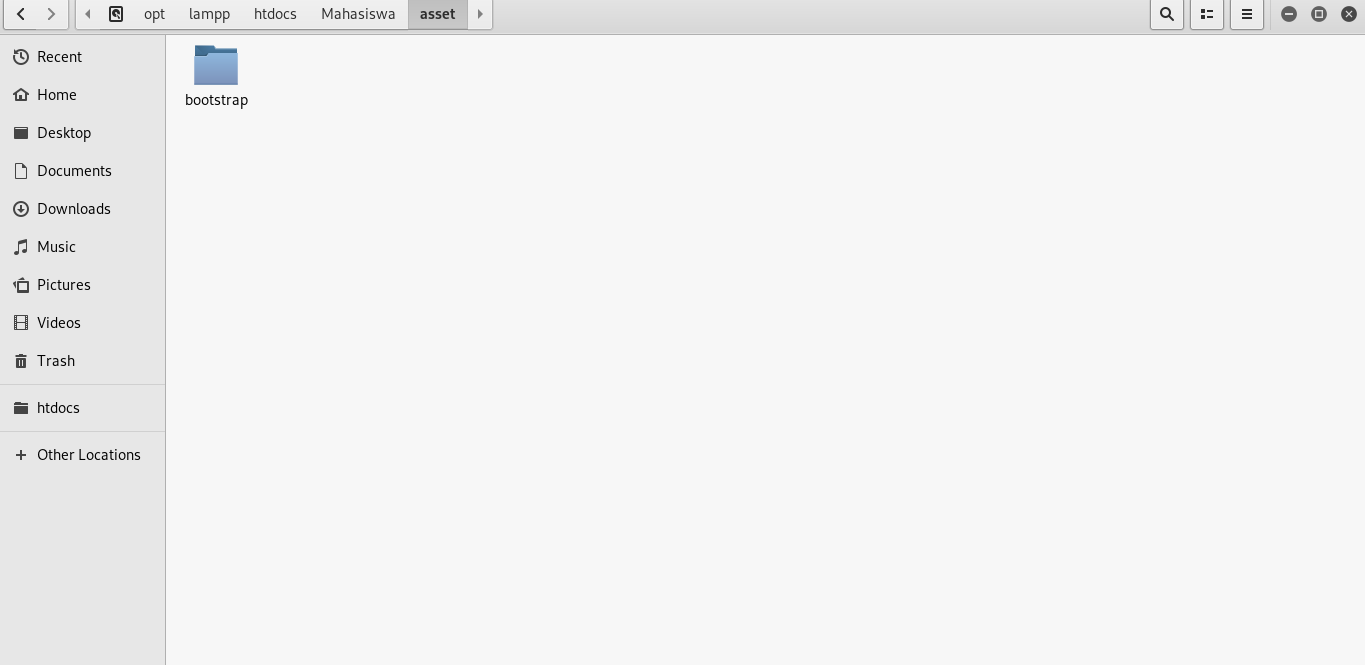 opt lampp htdocs Mahasiswa asset
Recent
Home
Desktop
Documents
Downloads
Music
Pictures
Videos
Trash
htdocs
Other Locations
bootstrap